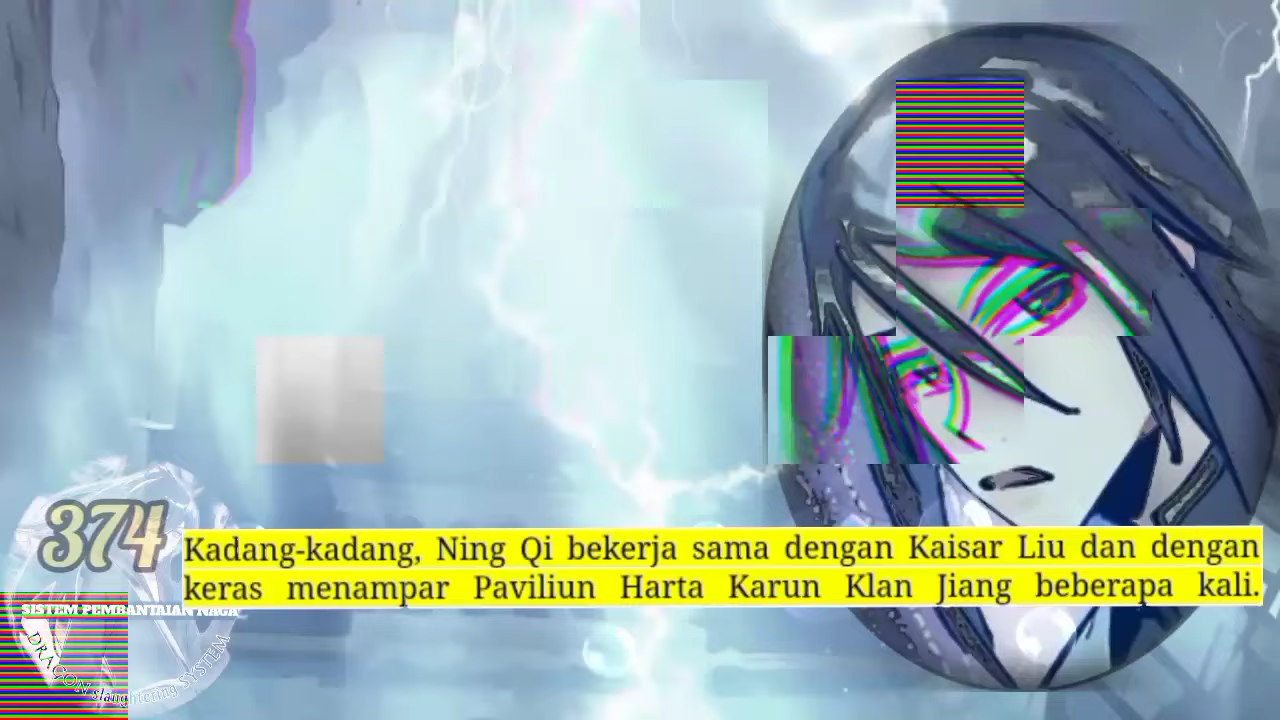 374
Kadang-kadang, Ning Qi bekerja sama dengan Kaisar Liu dan dengan
keras menampar Paviliun Harta Karun Klan Jiang beberapa kali.
SISTEM PEMBANTAIAN NAGA
DRAGON slaughtering SYSTEM